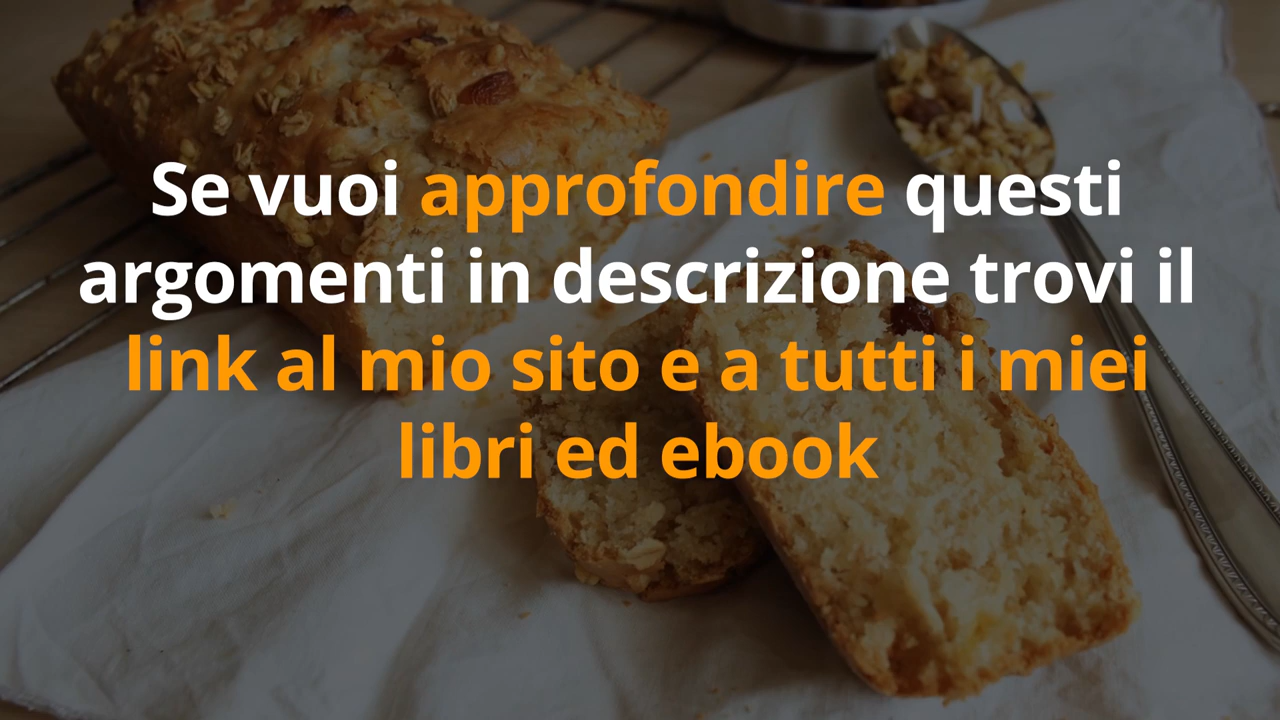 Se vuoi approfondire questi
argomenti in descrizione trovi il
link al mio sito e a tutti i miei
libri ed ebook